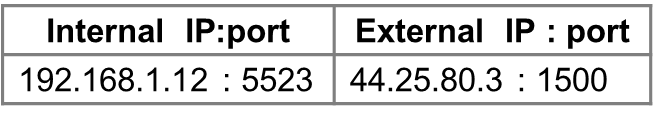 Internal IP:port External IP : port
192.168.1.12 : 5523 44.25.80.3 : 1500